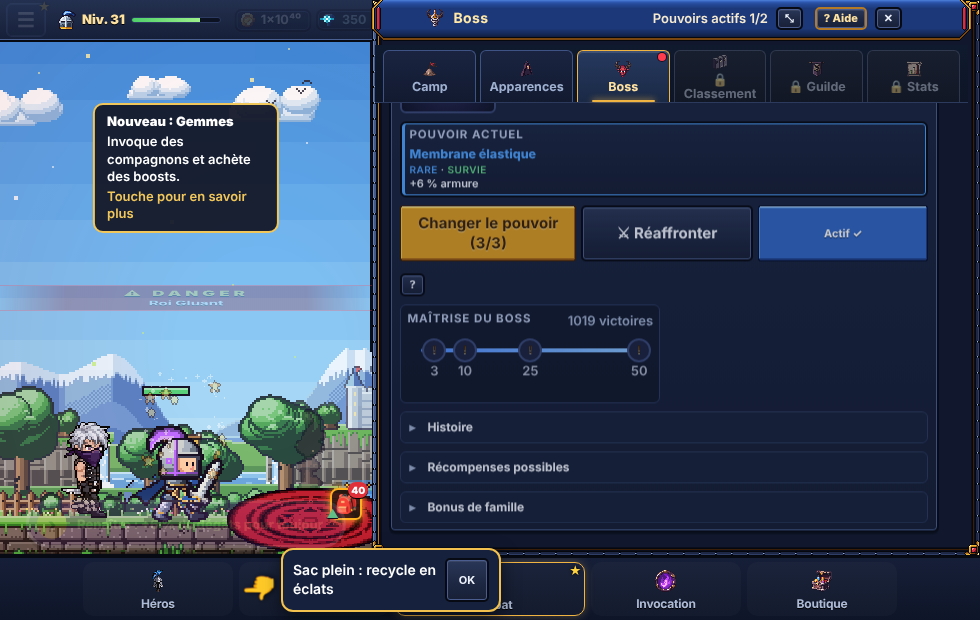 Niv. 31
1×10⁴⁰
350
Boss
Pouvoirs actifs 1/2
? Aide
Camp
Apparences
Boss
Classement
Guilde
Stats
Nouveau : Gemmes
Invoque des
compagnons et achète
des boosts.
Touche pour en savoir
plus
DANGER
Roi Gluant
40
POUVOIR ACTUEL
Membrane élastique
RARE · SURVIE
+6 % armure
Changer le pouvoir
(3/3)
Réaffronter
Actif ✓
?
MAÎTRISE DU BOSS
1019 victoires
3
10
25
50
Histoire
Récompenses possibles
Bonus de famille
Sac plein : recycle en
éclats
OK
Héros
Invocation
Boutique